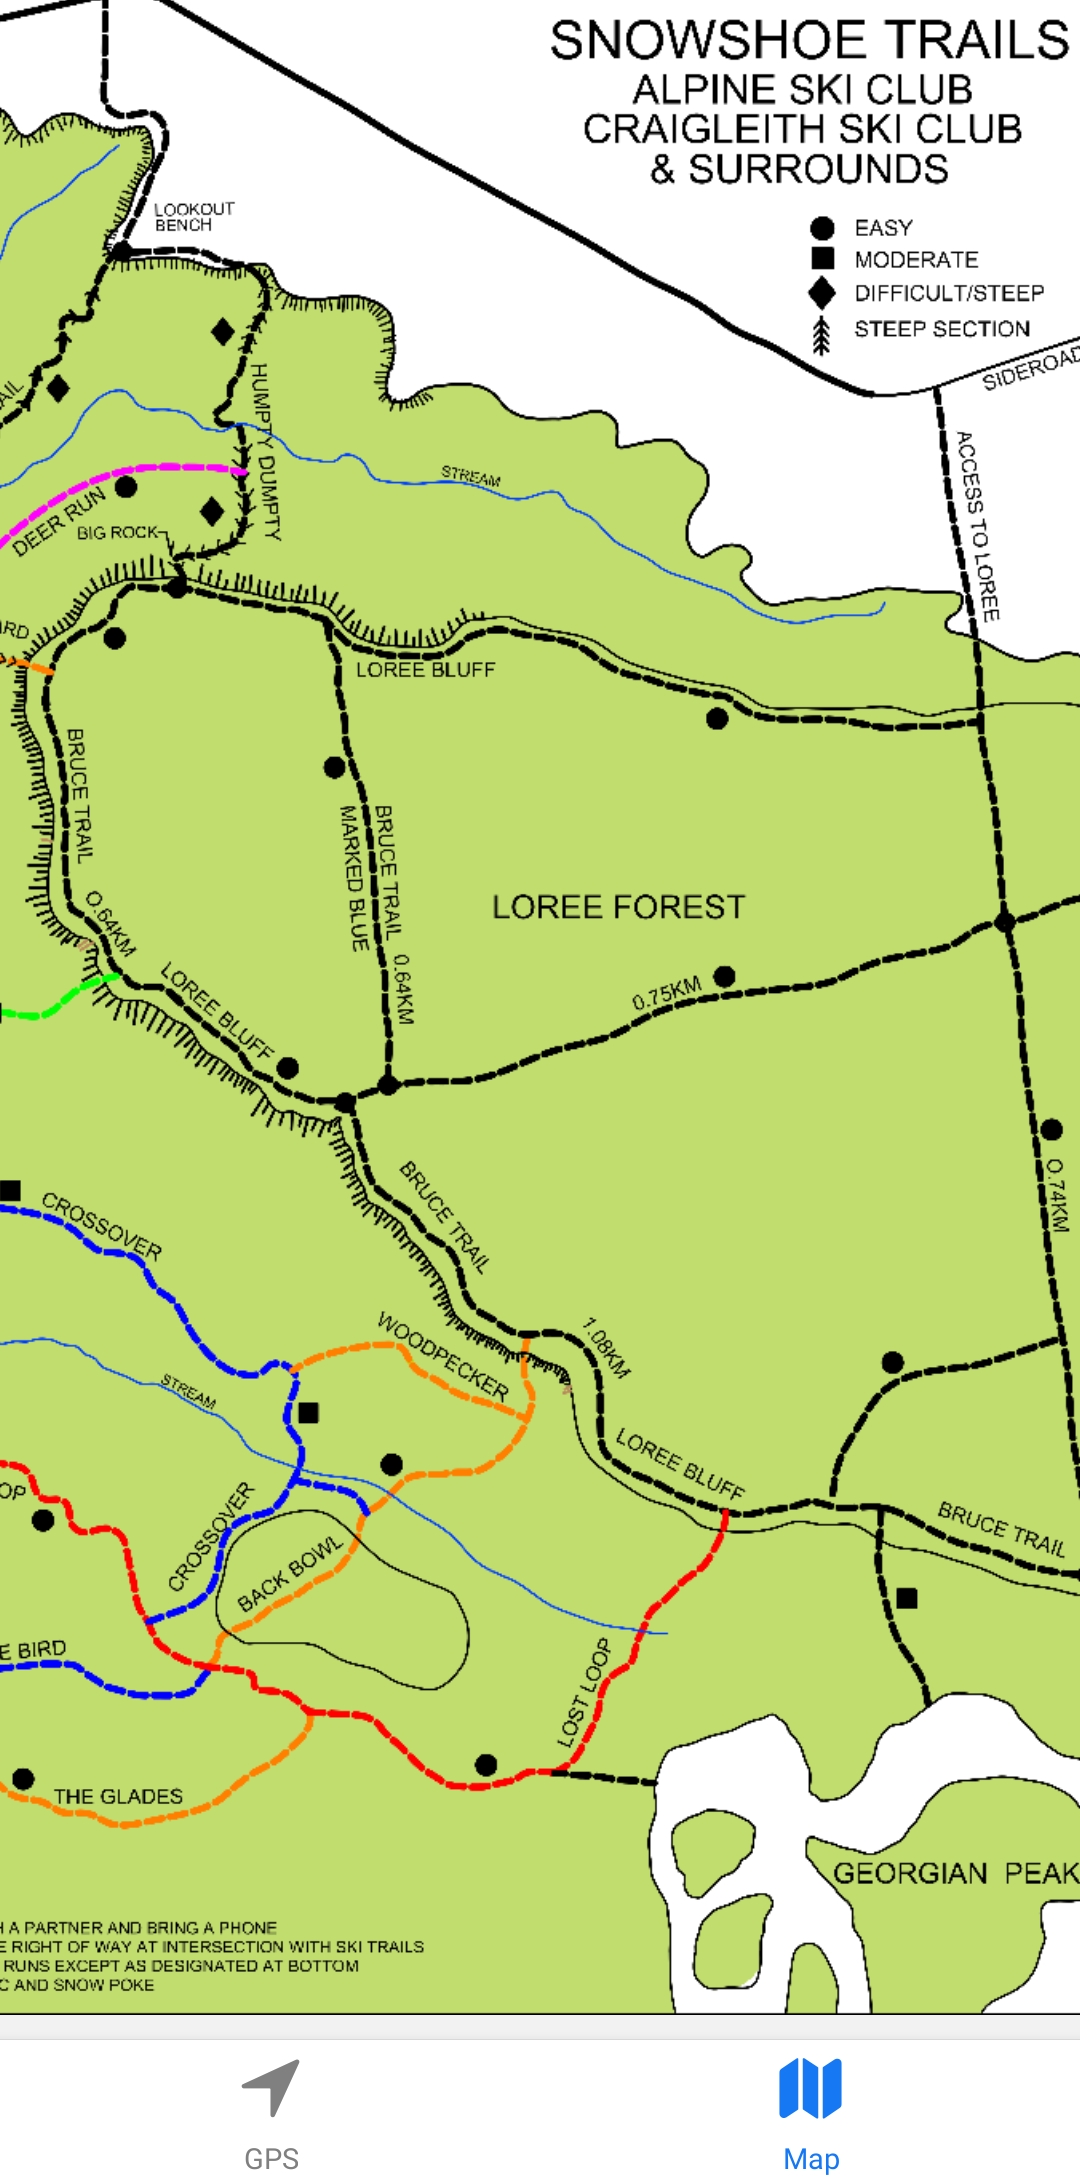 SNOWSHOE TRAILS
ALPINE SKI CLUB
CRAIGLEITH SKI CLUB
& SURROUNDS
LOOKOUT
BENCH
EASY
MODERATE
DIFFICULT/STEEP
STEEP SECTION
SIDEROAD
AIL
HUMPTY DUMPTY
ACCESS TO LOREE
STREAM
DEER RUN
BIG ROCK
IRD
LOREE BLUFF
BRUCE TRAIL
0.64KM
BRUCE TRAIL 0.64KM
MARKED BLUE
LOREE FOREST
LOREE BLUFF
0.75KM
0.74KM
CROSSOVER
BRUCE TRAIL
1.08KM
WOODPECKER
STREAM
OP
CROSSOVER
LOREE BLUFF
BRUCE TRAIL
BACK BOWL
E BIRD
LOST LOOP
THE GLADES
GEORGIAN PEAK
H A PARTNER AND BRING A PHONE
E RIGHT OF WAY AT INTERSECTION WITH SKI TRAILS
RUNS EXCEPT AS DESIGNATED AT BOTTOM
C AND SNOW POKE
GPS
Map